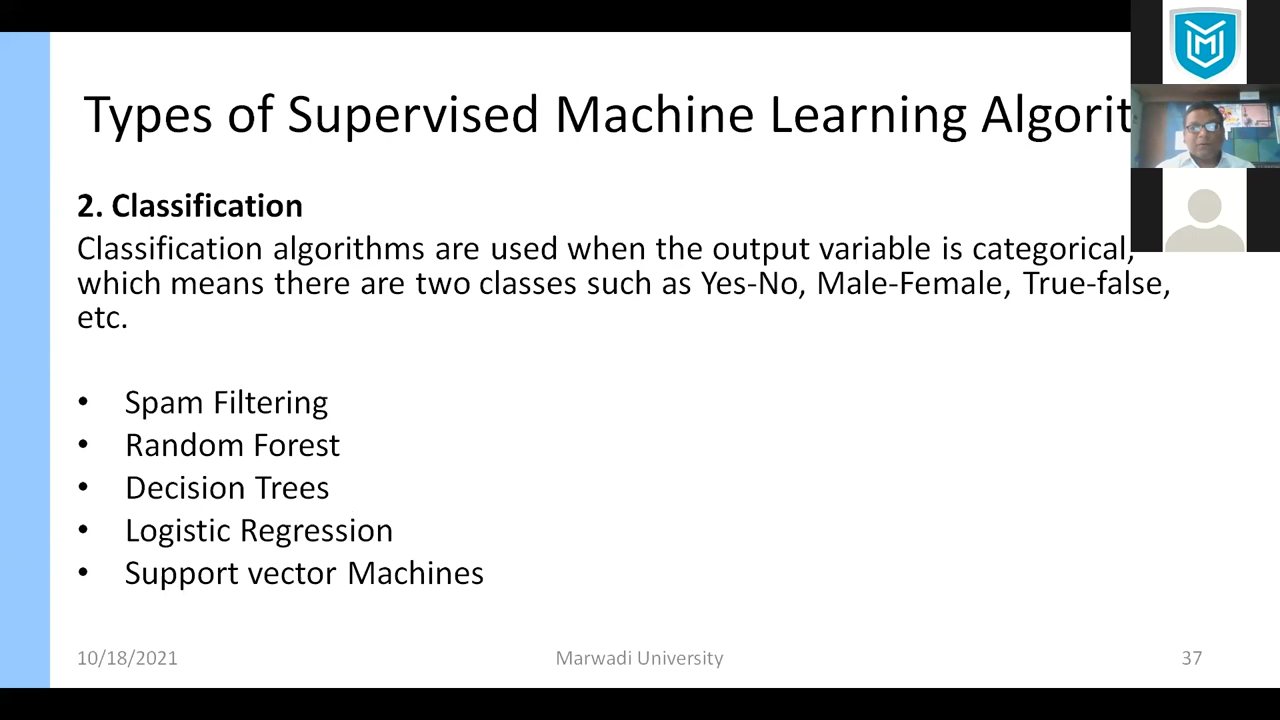 Types of Supervised Machine Learning Algorit
2. Classification
Classification algorithms are used when the output variable is categorical,
which means there are two classes such as Yes-No, Male-Female, True-false,
etc.
• Spam Filtering
• Random Forest
• Decision Trees
• Logistic Regression
• Support vector Machines
10/18/2021 Marwadi University 37